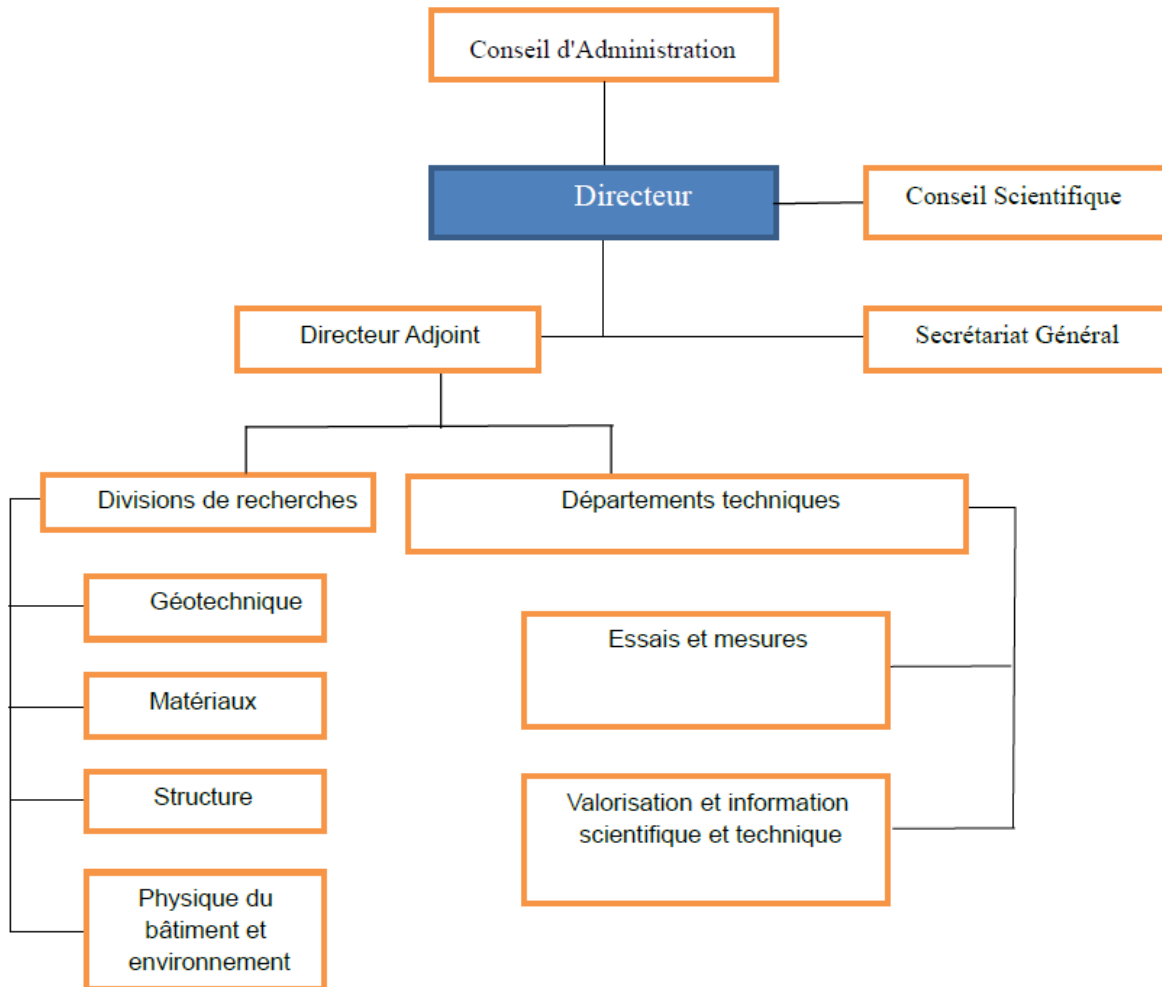 Conseil d'Administration
Directeur
Conseil Scientifique
Directeur Adjoint
Secrétariat Général
Divisions de recherches
Départements techniques
Géotechnique
Matériaux
Structure
Physique du
bâtiment et
environnement
Essais et mesures
Valorisation et information
scientifique et technique